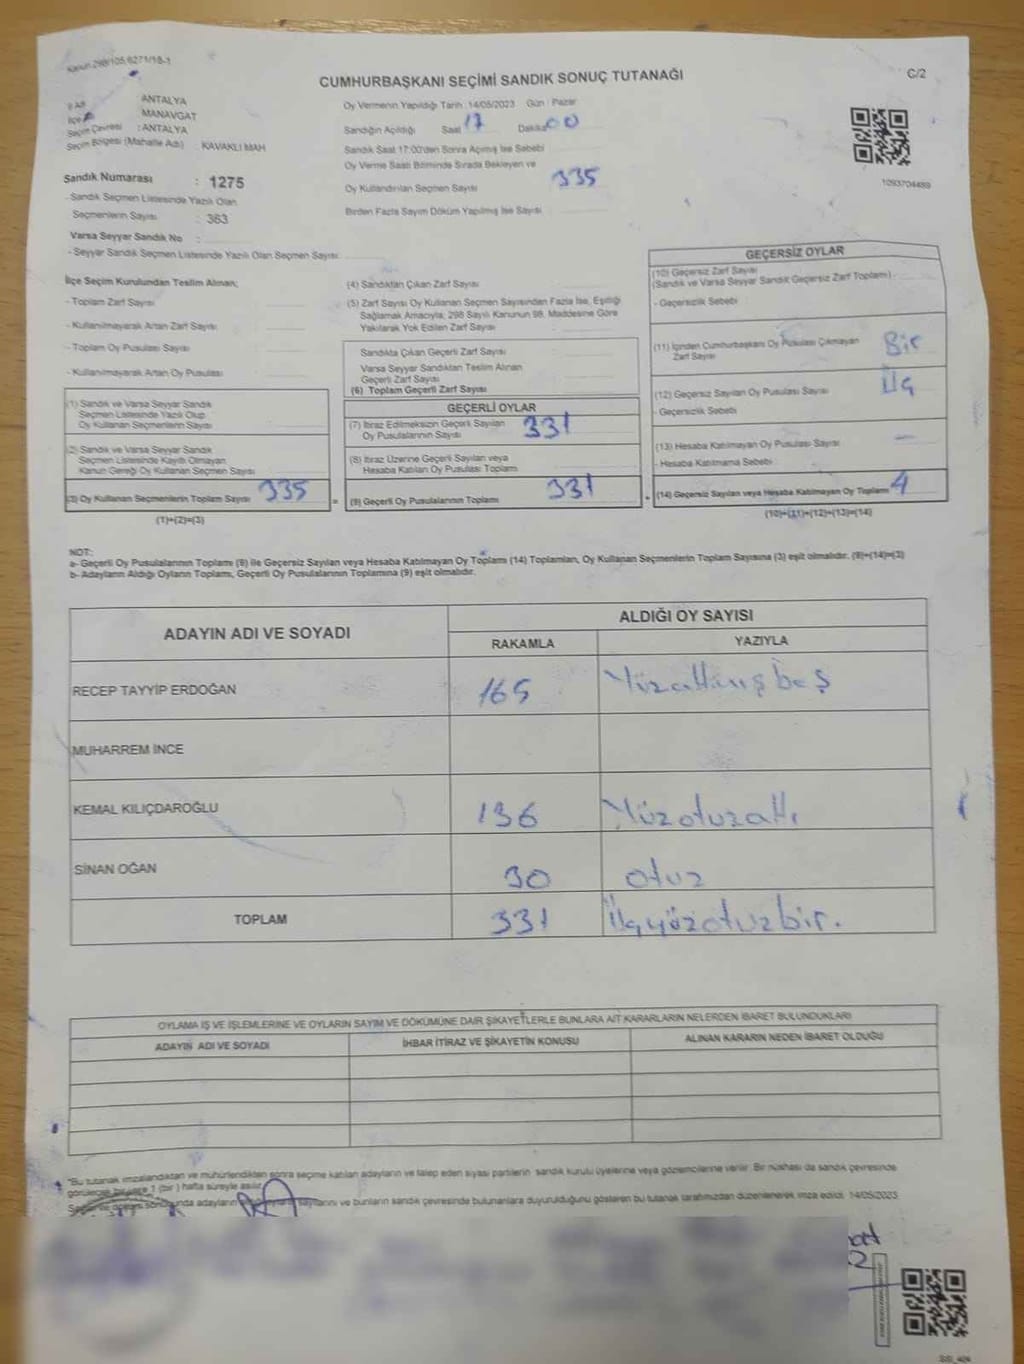 Kanun 298/105,6271/18-1
CUMHURBAŞKANI SEÇİMİ SANDIK SONUÇ TUTANAĞI
C/2
İl Adı ANTALYA
İlçe MANAVGAT
Seçim Çevresi : ANTALYA
Seçim Bölgesi (Mahalle Adı) KAVAKLI MAH
Sandık Numarası : 1275
- Sandık Seçmen Listesinde Yazılı Olan
Seçmenlerin Sayısı : 363
Varsa Seyyar Sandık No :
- Seyyar Sandık Seçmen Listesinde Yazılı Olan Seçmen Sayısı:
Oy Vermenin Yapıldığı Tarih :14/05/2023 Gün : Pazar
Sandığın Açıldığı Saat 17 Dakika 00
Sandık Saat 17:00'den Sonra Açılmış İse Sebebi
Oy Verme Saati Bitiminde Sırada Bekleyen ve
Oy Kullandırılan Seçmen Sayısı 335
Birden Fazla Sayım Döküm Yapılmış İse Sayısı
1093704489
İlçe Seçim Kurulundan Teslim Alınan;
- Toplam Zarf Sayısı
- Kullanılmayarak Artan Zarf Sayısı
- Toplam Oy Pusulası Sayısı
- Kullanılmayarak Artan Oy Pusulası
(1) Sandık ve Varsa Seyyar Sandık
Seçmen Listesinde Yazılı Olup
Oy Kullanan Seçmenlerin Sayısı
(2) Sandık ve Varsa Seyyar Sandık
Seçmen Listesinde Kayıtlı Olmayan
Kanun Gereği Oy Kullanan Seçmen Sayısı
(3) Oy Kullanan Seçmenlerin Toplam Sayısı 335
(1)+(2)=(3)
(4) Sandıktan Çıkan Zarf Sayısı
(5) Zarf Sayısı Oy Kullanan Seçmen Sayısından Fazla İse, Eşitliği
Sağlamak Amacıyla; 298 Sayılı Kanunun 98. Maddesine Göre
Yakılarak Yok Edilen Zarf Sayısı
Sandıkta Çıkan Geçerli Zarf Sayısı
Varsa Seyyar Sandıktan Teslim Alınan
Geçerli Zarf Sayısı
(6) Toplam Geçerli Zarf Sayısı
GEÇERLİ OYLAR
(7) İtiraz Edilmeksizin Geçerli Sayılan
Oy Pusulalarının Sayısı 331
(8) İtiraz Üzerine Geçerli Sayılan veya
Hesaba Katılan Oy Pusulası Toplamı
= (9) Geçerli Oy Pusulalarının Toplamı 331
GEÇERSİZ OYLAR
(10) Geçersiz Zarf Sayısı
(Sandık ve Varsa Seyyar Sandık Geçersiz Zarf Toplamı)
- Geçersizlik Sebebi
(11) İçinden Cumhurbaşkanı Oy Pusulası Çıkmayan
Zarf Sayısı Bir
(12) Geçersiz Sayılan Oy Pusulası Sayısı Üç
- Geçersizlik Sebebi
(13) Hesaba Katılmayan Oy Pusulası Sayısı —
- Hesaba Katılmama Sebebi
+ (14) Geçersiz Sayılan veya Hesaba Katılmayan Oy Toplamı 4
(10)+(11)+(12)+(13)=(14)
NOT:
a- Geçerli Oy Pusulalarının Toplamı (9) ile Geçersiz Sayılan veya Hesaba Katılmayan Oy Toplamı (14) Toplamları, Oy Kullanan Seçmenlerin Toplam Sayısına (3) eşit olmalıdır. (9)+(14)=(3)
b- Adayların Aldığı Oyların Toplamı, Geçerli Oy Pusulalarının Toplamına (9) eşit olmalıdır.
ADAYIN ADI VE SOYADI ALDIĞI OY SAYISI
RAKAMLA YAZIYLA
RECEP TAYYİP ERDOĞAN 165 Yüzaltmışbeş
MUHARREM İNCE
KEMAL KILIÇDAROĞLU 136 Yüzotuzaltı
SİNAN OĞAN 30 otuz
TOPLAM 331 Üçyüzotuzbir.
OYLAMA İŞ VE İŞLEMLERİNE VE OYLARIN SAYIM VE DÖKÜMÜNE DAİR ŞİKAYETLERLE BUNLARA AİT KARARLARIN NELERDEN İBARET BULUNDUKLARI
ADAYIN ADI VE SOYADI İHBAR İTİRAZ VE ŞİKAYETİN KONUSU ALINAN KARARIN NEDEN İBARET OLDUĞU
"Bu tutanak imzalandıktan ve mühürlendikten sonra seçime katılan adayların ve talep eden siyasi partilerin sandık kurulu üyelerine veya gözlemcilerine verilir. Bir nüshası da sandık çevresinde
görülecek bir yere 1 (bir) hafta süreyle asılır.
sonunda adayların sayılarını ve bunların sandık çevresinde bulunanlara duyurulduğunu gösteren bu tutanak tarafımızdan düzenlenerek imza edildi. 14/05/2023